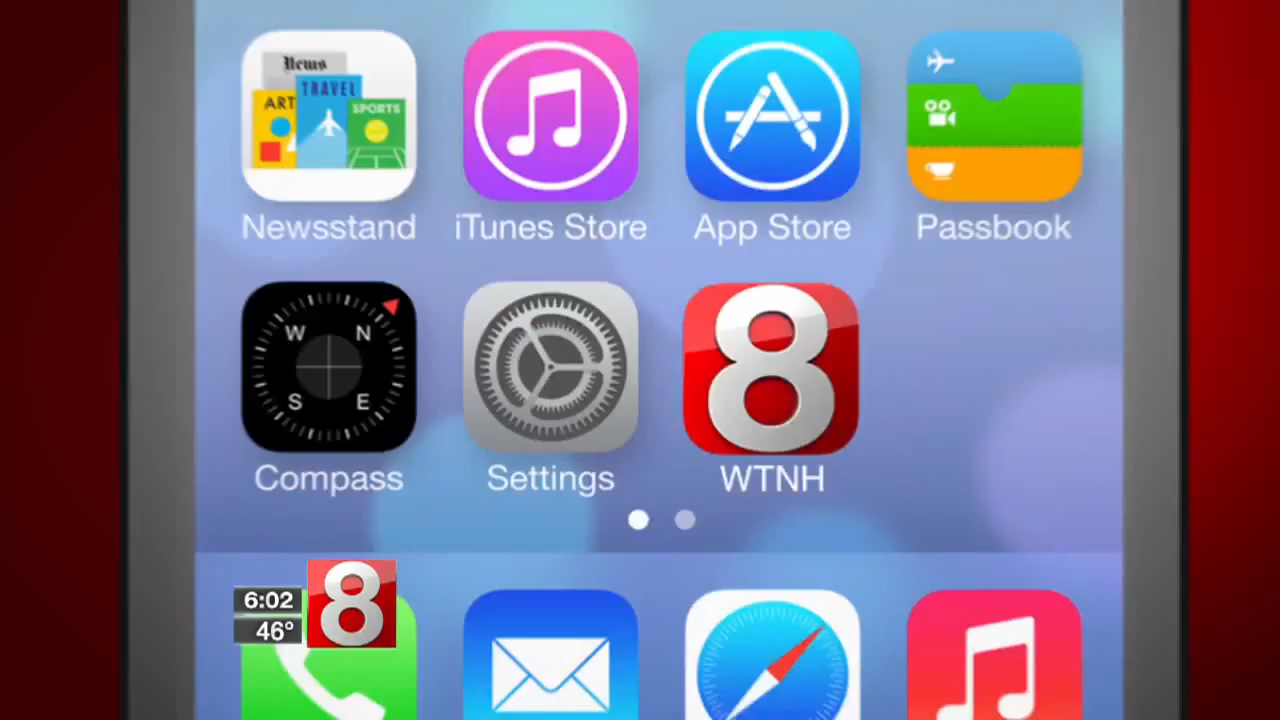 News
TRAVEL
ART
SPORTS
8
Newsstand
iTunes Store
App Store
Passbook
W
N
S
E
Compass
Settings
WTNH
6:02
46°
8